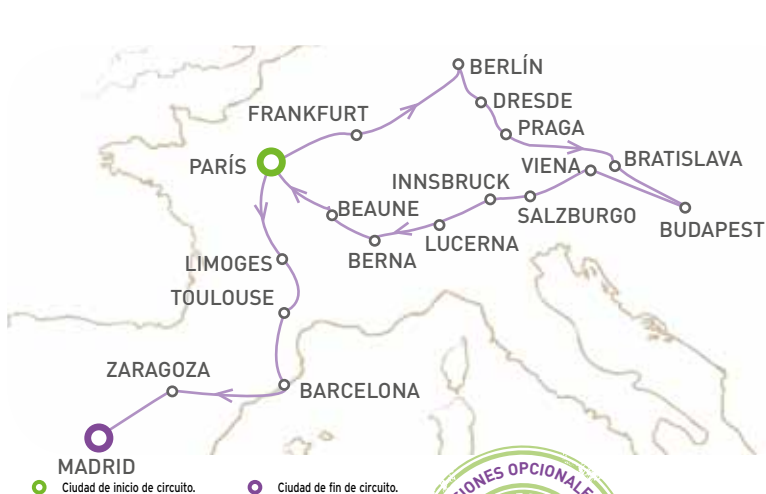 BERLÍN
DRESDE
FRANKFURT
PRAGA
PARÍS
VIENA
BRATISLAVA
INNSBRUCK
BEAUNE
SALZBURGO
BUDAPEST
LUCERNA
BERNA
LIMOGES
TOULOUSE
ZARAGOZA
BARCELONA
MADRID
Ciudad de inicio de circuito.
Ciudad de fin de circuito.